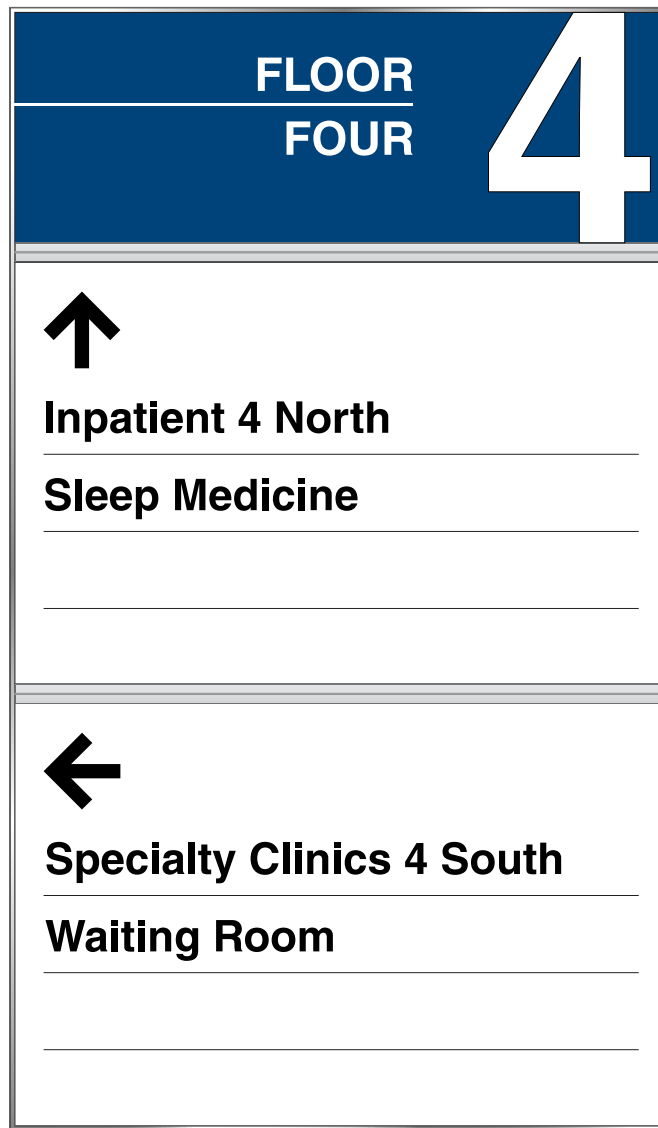 FLOOR
FOUR
4
Inpatient 4 North
Sleep Medicine
Specialty Clinics 4 South
Waiting Room